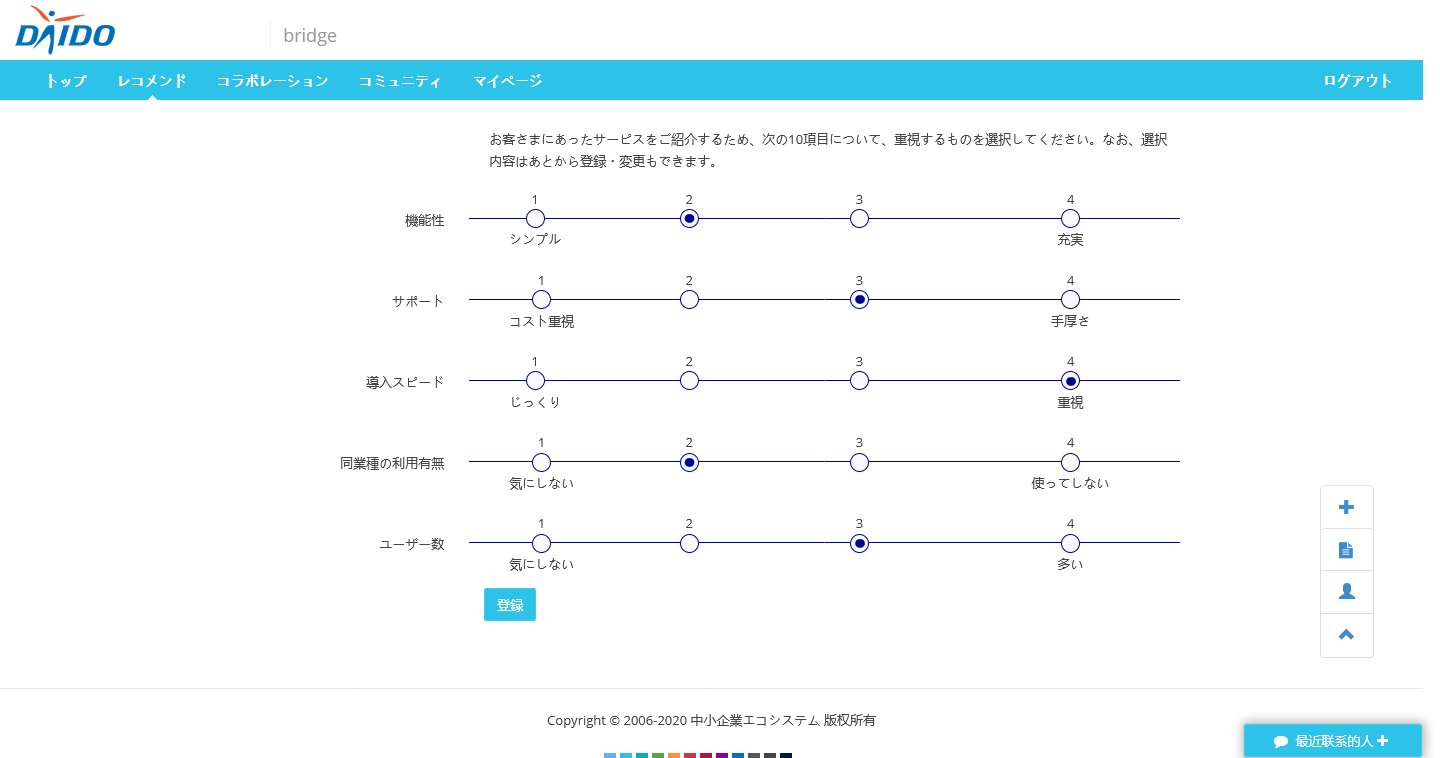 DAIDO
bridge
トップ レコメンド コラボレーション コミュニティ マイページ ログアウト
お客さまにあったサービスをご紹介するため、次の10項目について、重視するものを選択してください。なお、選択
内容はあとから登録・変更もできます。
1 2 3 4
機能性
シンプル 充実
1 2 3 4
サポート
コスト重視 手厚さ
1 2 3 4
導入スピード
じっくり 重視
1 2 3 4
同業種の利用有無
気にしない 使ってしない
1 2 3 4
ユーザー数
気にしない 多い
登録
Copyright © 2006-2020 中小企業エコシステム 版权所有
最近联系的人